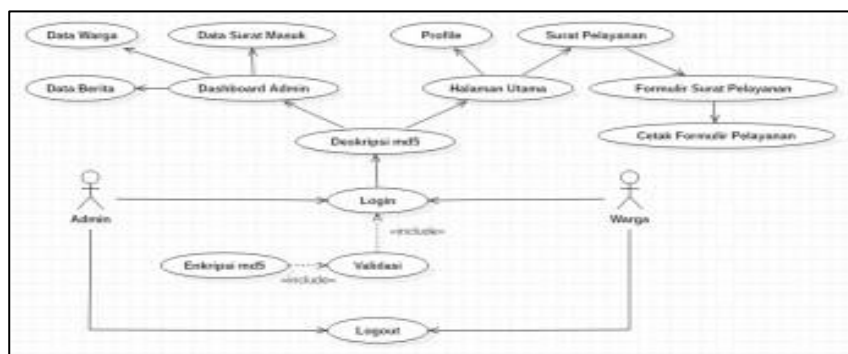 Data Warga
Data Surat Masuk
Profile
Surat Pelayanan
Data Berita
Dashboard Admin
Halaman Utama
Formulir Surat Pelayanan
Cetak Formulir Pelayanan
Deskripsi md5
Login
Admin
Warga
«include»
Enkripsi md5
Validasi
«include»
Logout